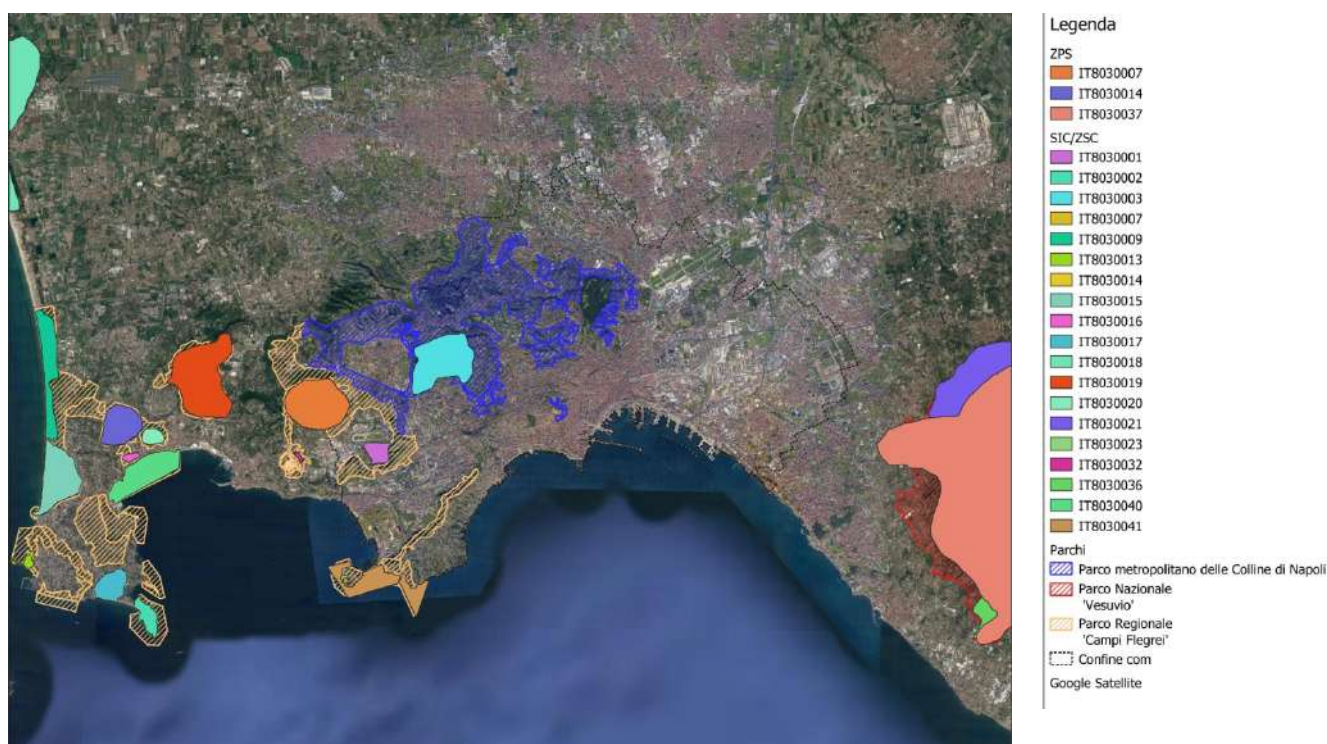 Legenda
ZPS
IT8030007
IT8030014
IT8030037
SIC/ZSC
IT8030001
IT8030002
IT8030003
IT8030007
IT8030009
IT8030013
IT8030014
IT8030015
IT8030016
IT8030017
IT8030018
IT8030019
IT8030020
IT8030021
IT8030023
IT8030032
IT8030036
IT8030040
IT8030041
Parchi
Parco metropolitano delle Colline di Napoli
Parco Nazionale
'Vesuvio'
Parco Regionale
'Campi Flegrei'
Confine com
Google Satellite